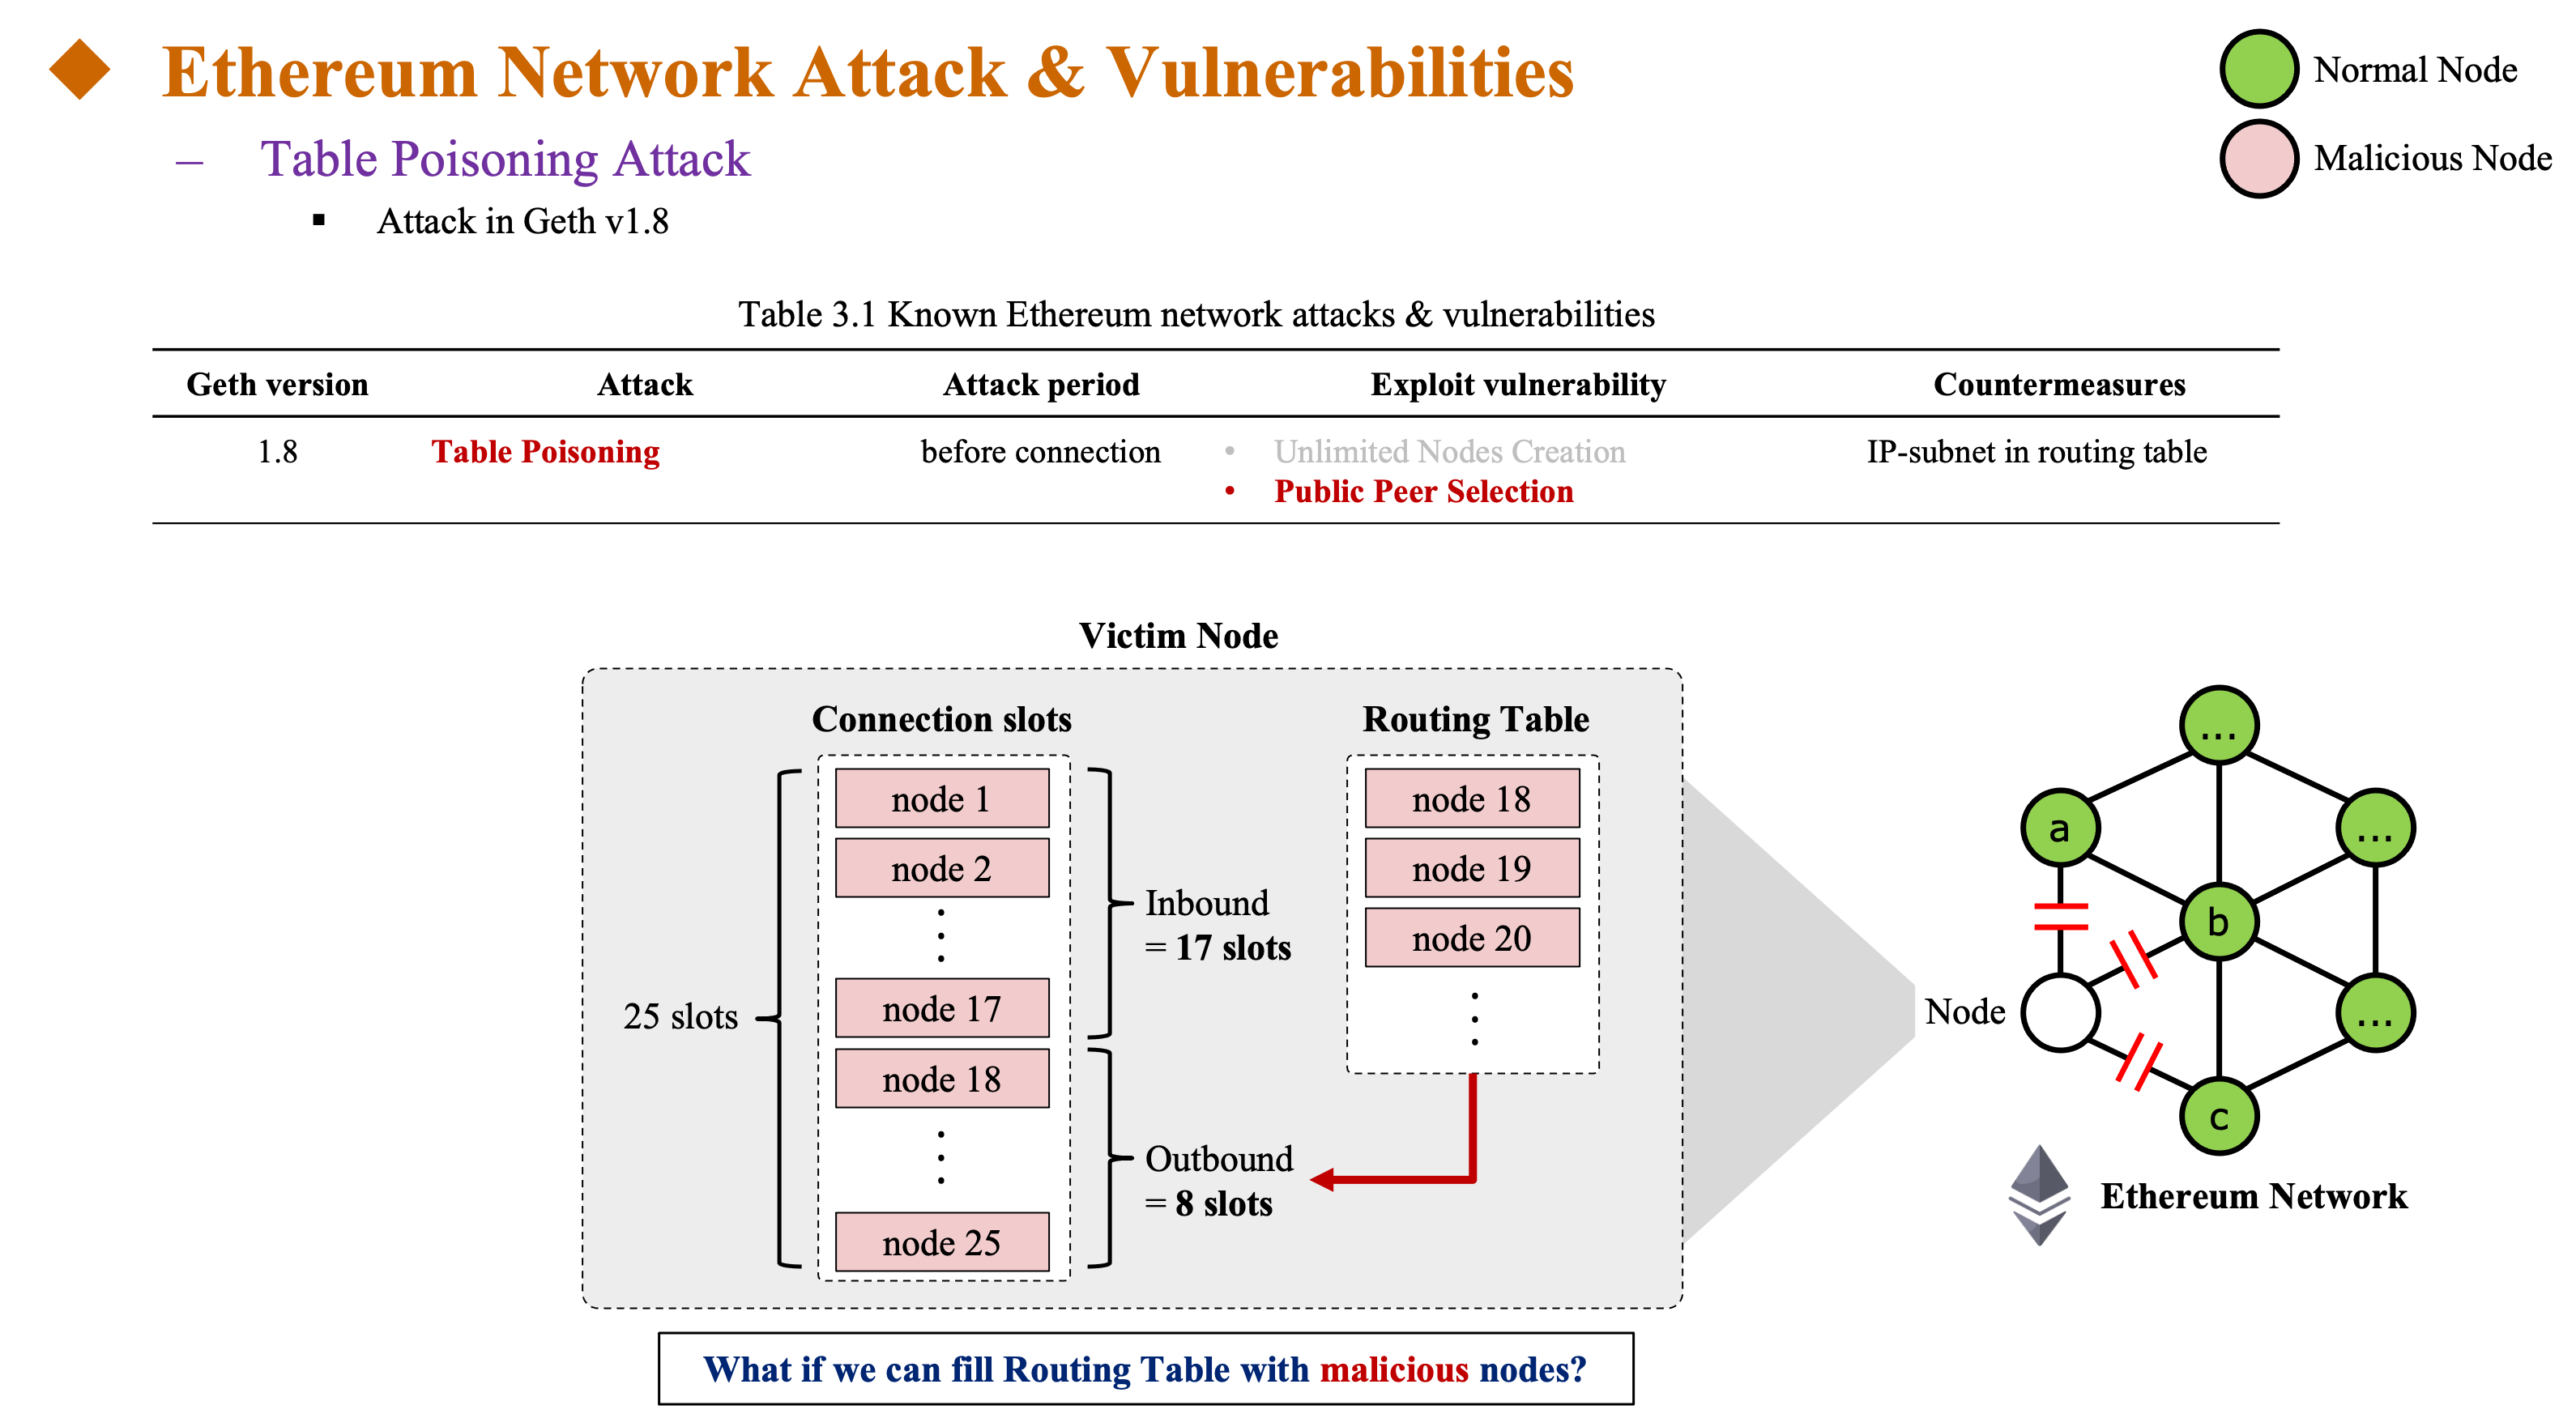 Ethereum Network Attack & Vulnerabilities
– Table Poisoning Attack
▪ Attack in Geth v1.8
Normal Node
Malicious Node
Table 3.1 Known Ethereum network attacks & vulnerabilities
Geth version Attack Attack period Exploit vulnerability Countermeasures
1.8 Table Poisoning before connection • Unlimited Nodes Creation IP-subnet in routing table
• Public Peer Selection
Victim Node
Connection slots
Routing Table
25 slots
node 1
node 2
node 17
node 18
node 25
Inbound
= 17 slots
Outbound
= 8 slots
node 18
node 19
node 20
Node
...
a
...
b
...
c
Ethereum Network
What if we can fill Routing Table with malicious nodes?